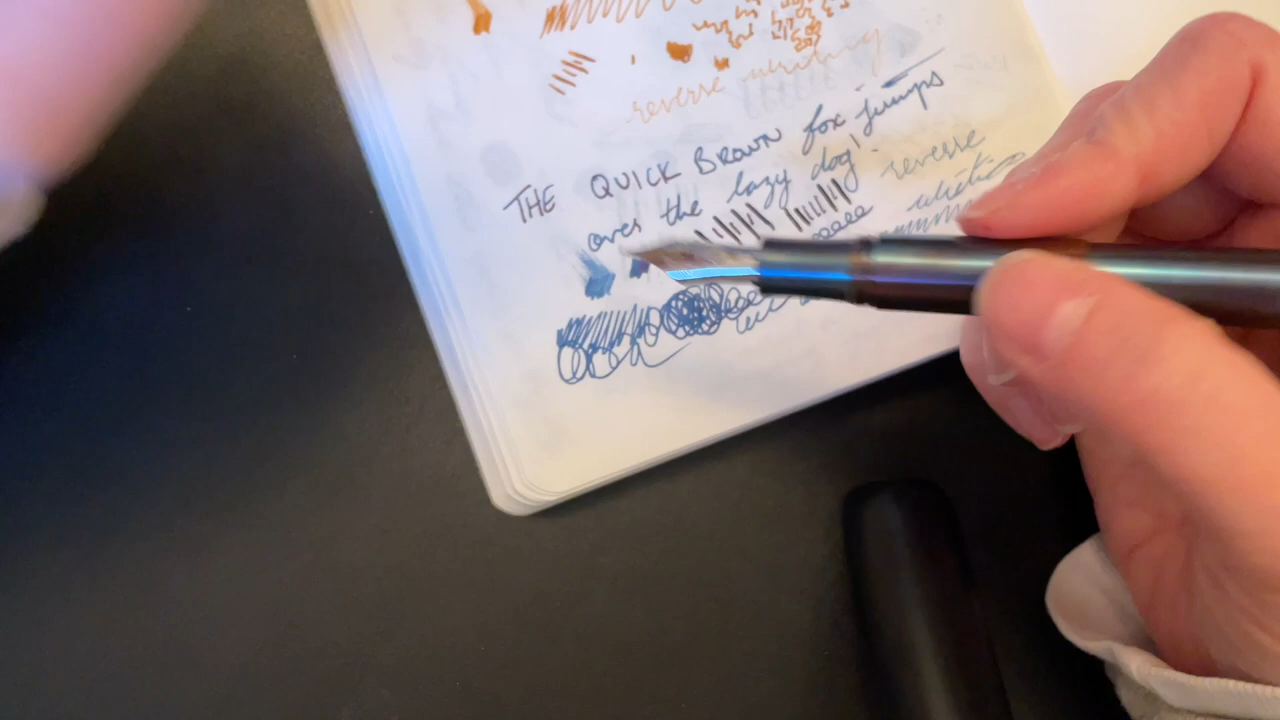 reverse writing
THE QUICK BROWN fox jumps
over the lazy dog! reverse
writing